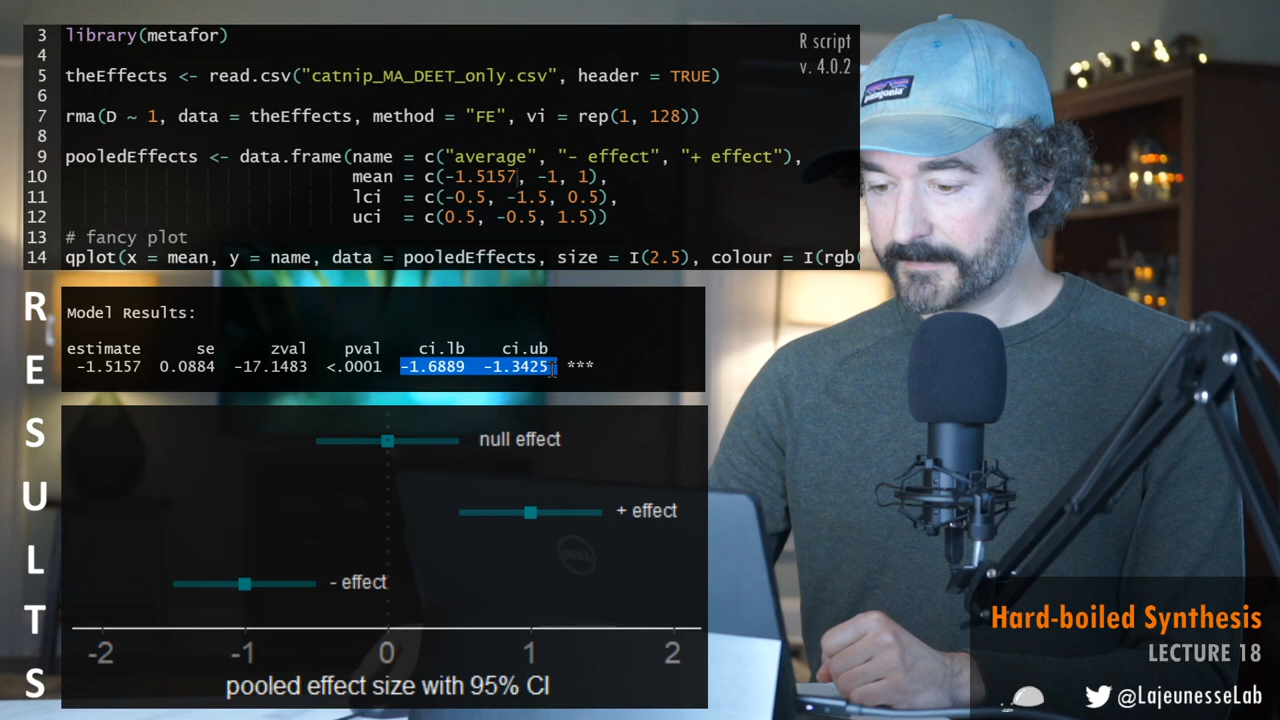 3 library(metafor)
4
5 theEffects <- read.csv("catnip_MA_DEET_only.csv", header = TRUE)
6
7 rma(D ~ 1, data = theEffects, method = "FE", vi = rep(1, 128))
8
9 pooledEffects <- data.frame(name = c("average", "- effect", "+ effect"),
10 mean = c(-1.5157, -1, 1),
11 lci = c(-0.5, -1.5, 0.5),
12 uci = c(0.5, -0.5, 1.5))
13 # fancy plot
14 qplot(x = mean, y = name, data = pooledEffects, size = I(2.5), colour = I(rgb(
R script
v. 4.0.2
patagonia
RESULTS
Model Results:
estimate se zval pval ci.lb ci.ub
-1.5157 0.0884 -17.1483 <.0001 -1.6889 -1.3425 ***
null effect
+ effect
- effect
-2 -1 0 1 2
pooled effect size with 95% CI
DELL
Hard-boiled Synthesis
LECTURE 18
@LajeunesseLab